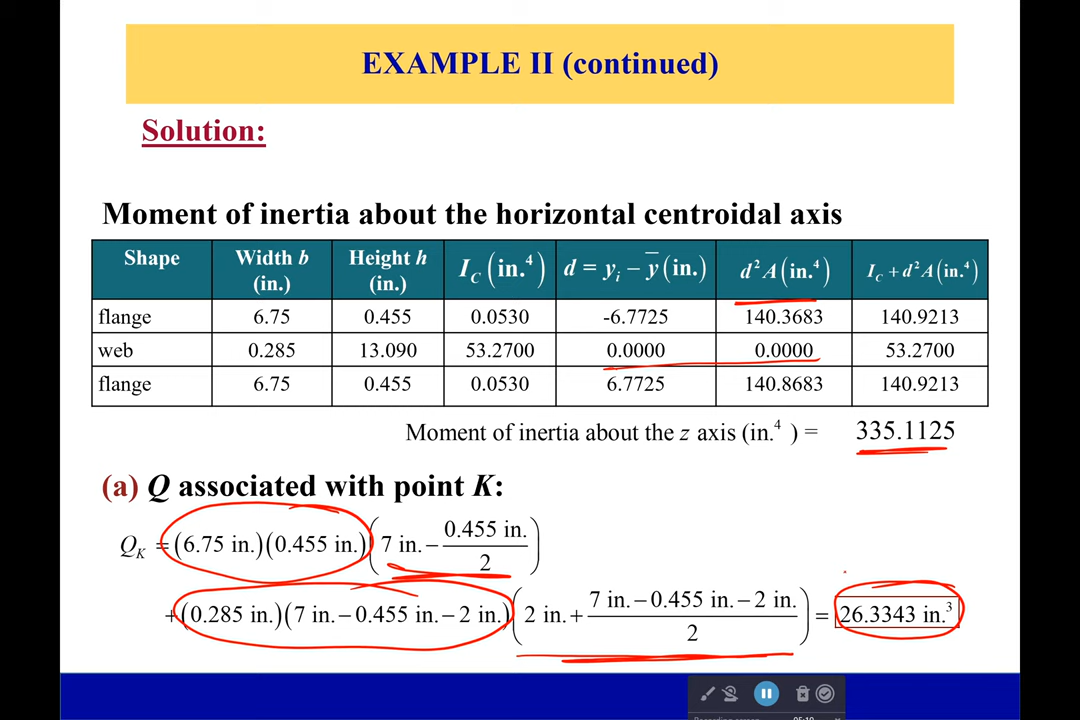 EXAMPLE II (continued)
Solution:
Moment of inertia about the horizontal centroidal axis
Shape Width b (in.) Height h (in.) I_C (in.⁴) d = y_i − y̅ (in.) d²A (in.⁴) I_C + d²A (in.⁴)
flange 6.75 0.455 0.0530 -6.7725 140.3683 140.9213
web 0.285 13.090 53.2700 0.0000 0.0000 53.2700
flange 6.75 0.455 0.0530 6.7725 140.8683 140.9213
Moment of inertia about the z axis (in.⁴ ) = 335.1125
(a) Q associated with point K:
Q_K = (6.75 in.)(0.455 in.)(7 in. − 0.455 in. / 2)
+ (0.285 in.)(7 in. − 0.455 in. − 2 in.)(2 in. + 7 in. − 0.455 in. − 2 in. / 2) = 26.3343 in.³